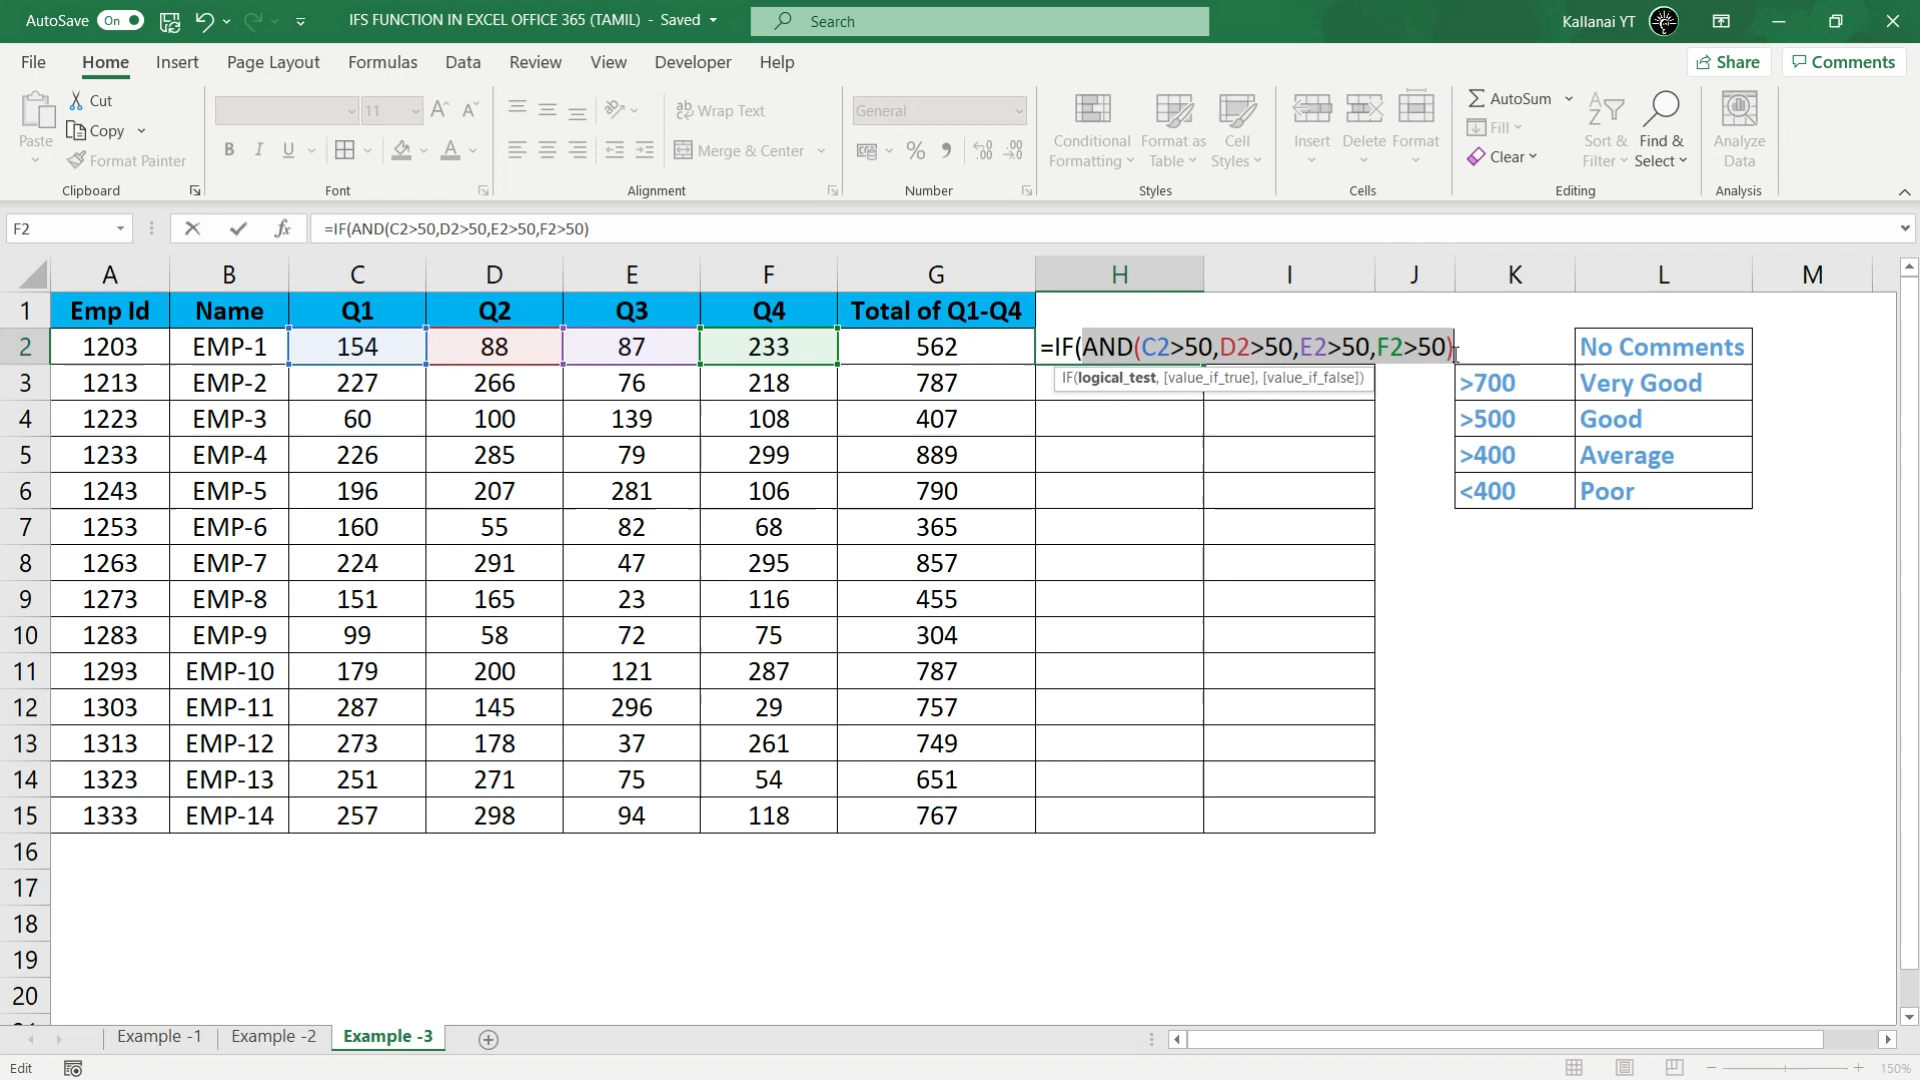 AutoSave On IFS FUNCTION IN EXCEL OFFICE 365 (TAMIL) - Saved Search Kallanai YT
File Home Insert Page Layout Formulas Data Review View Developer Help Share Comments
Paste Cut Copy Format Painter Clipboard
11 B I U Font
Wrap Text Merge & Center Alignment
General % Number
Conditional Formatting Format as Table Cell Styles Styles
Insert Delete Format Cells
AutoSum Fill Clear Sort & Filter Find & Select Editing
Analyze Data Analysis
F2 fx =IF(AND(C2>50,D2>50,E2>50,F2>50)
A B C D E F G H I J K L M
1 Emp Id Name Q1 Q2 Q3 Q4 Total of Q1-Q4
2 1203 EMP-1 154 88 87 233 562 =IF(AND(C2>50,D2>50,E2>50,F2>50) No Comments
IF(logical_test, [value_if_true], [value_if_false])
3 1213 EMP-2 227 266 76 218 787 >700 Very Good
4 1223 EMP-3 60 100 139 108 407 >500 Good
5 1233 EMP-4 226 285 79 299 889 >400 Average
6 1243 EMP-5 196 207 281 106 790 <400 Poor
7 1253 EMP-6 160 55 82 68 365
8 1263 EMP-7 224 291 47 295 857
9 1273 EMP-8 151 165 23 116 455
10 1283 EMP-9 99 58 72 75 304
11 1293 EMP-10 179 200 121 287 787
12 1303 EMP-11 287 145 296 29 757
13 1313 EMP-12 273 178 37 261 749
14 1323 EMP-13 251 271 75 54 651
15 1333 EMP-14 257 298 94 118 767
16
17
18
19
20
Example -1 Example -2 Example -3
Edit 150%